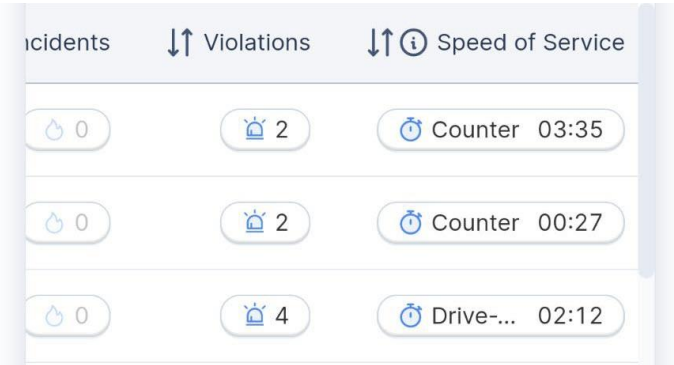 ncidents Violations Speed of Service
0 2 Counter 03:35
0 2 Counter 00:27
0 4 Drive-... 02:12